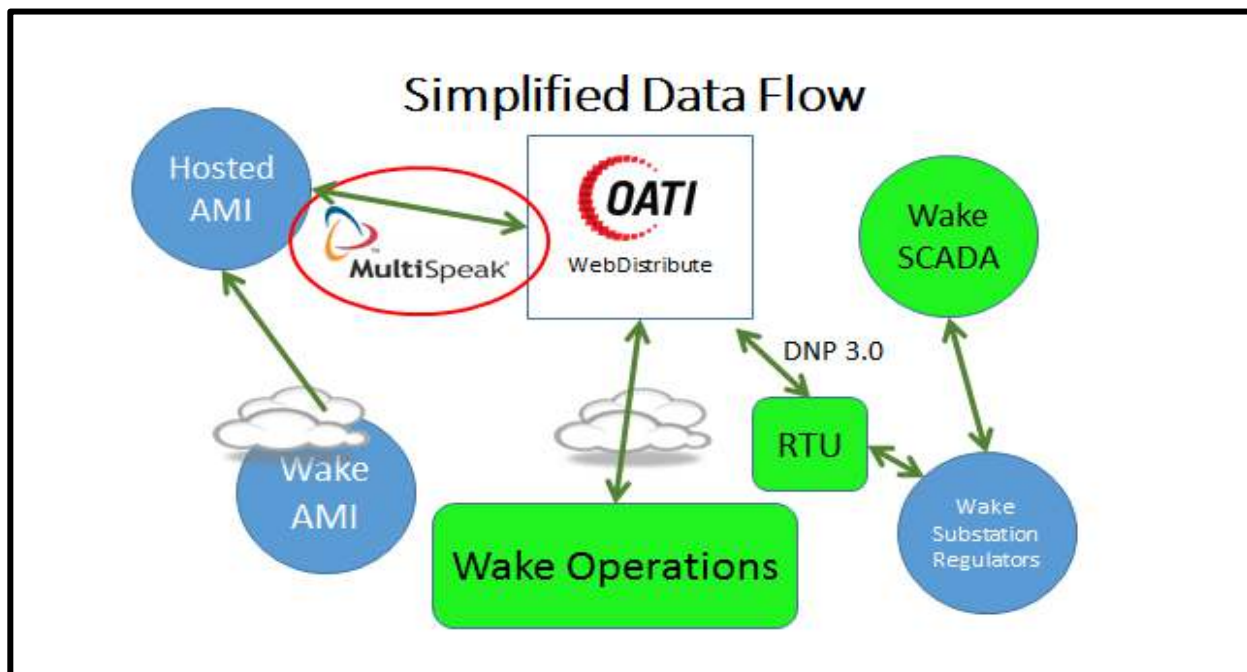 Simplified Data Flow
Hosted
AMI
MultiSpeak
OATI
WebDistribute
Wake
SCADA
DNP 3.0
RTU
Wake
AMI
Wake Operations
Wake
Substation
Regulators